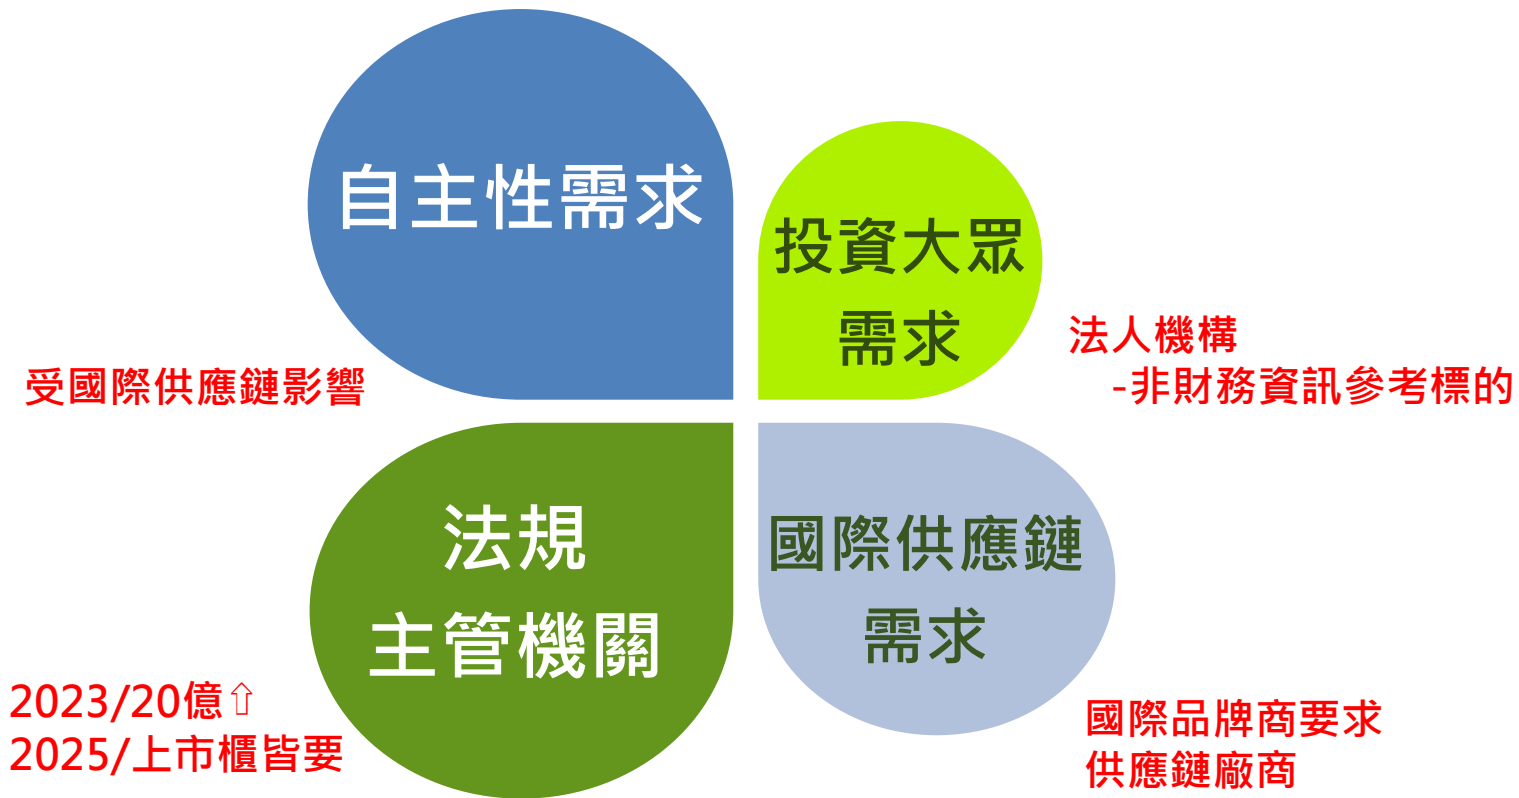 自主性需求
投資大眾
需求
受國際供應鏈影響
法人機構
-非財務資訊參考標的
法規
主管機關
國際供應鏈
需求
2023/20億⇧
2025/上市櫃皆要
國際品牌商要求
供應鏈廠商